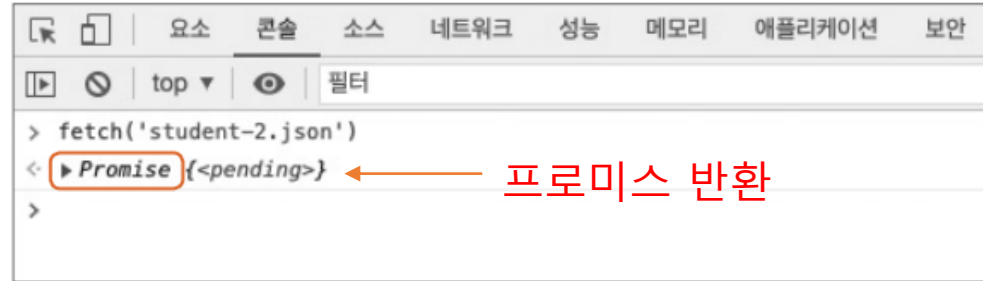 요소 콘솔 소스 네트워크 성능 메모리 애플리케이션 보안
top ▼ 필터
> fetch('student-2.json')
<· ▶ Promise {<pending>} 프로미스 반환
>